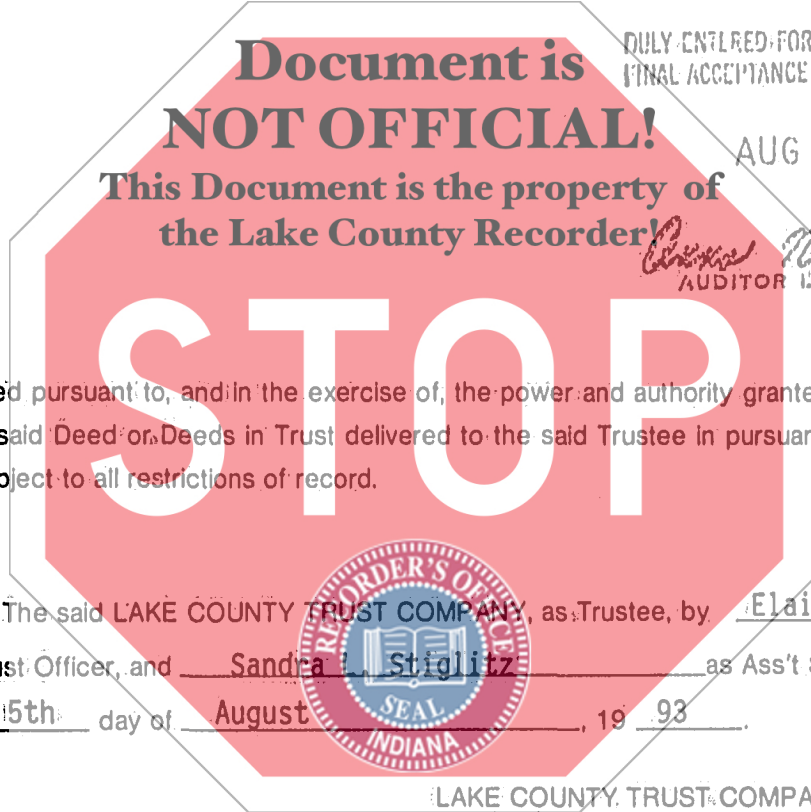 Document is
NOT OFFICIAL!
This Document is the property of
the Lake County Recorder!
DULY ENTERED FOR
FINAL ACCEPTANCE
AUG
AUDITOR
STOP
ed pursuant to, and in the exercise of, the power and authority grante
said Deed or Deeds in Trust delivered to the said Trustee in pursuan
bject to all restrictions of record.
The said LAKE COUNTY TRUST COMPANY, as Trustee, by Elai
ust Officer, and Sandra L. Stiglitz as Ass't
5th day of August , 19 93 .
RECORDER'S OFFICE
SEAL
INDIANA
LAKE COUNTY TRUST COMPA